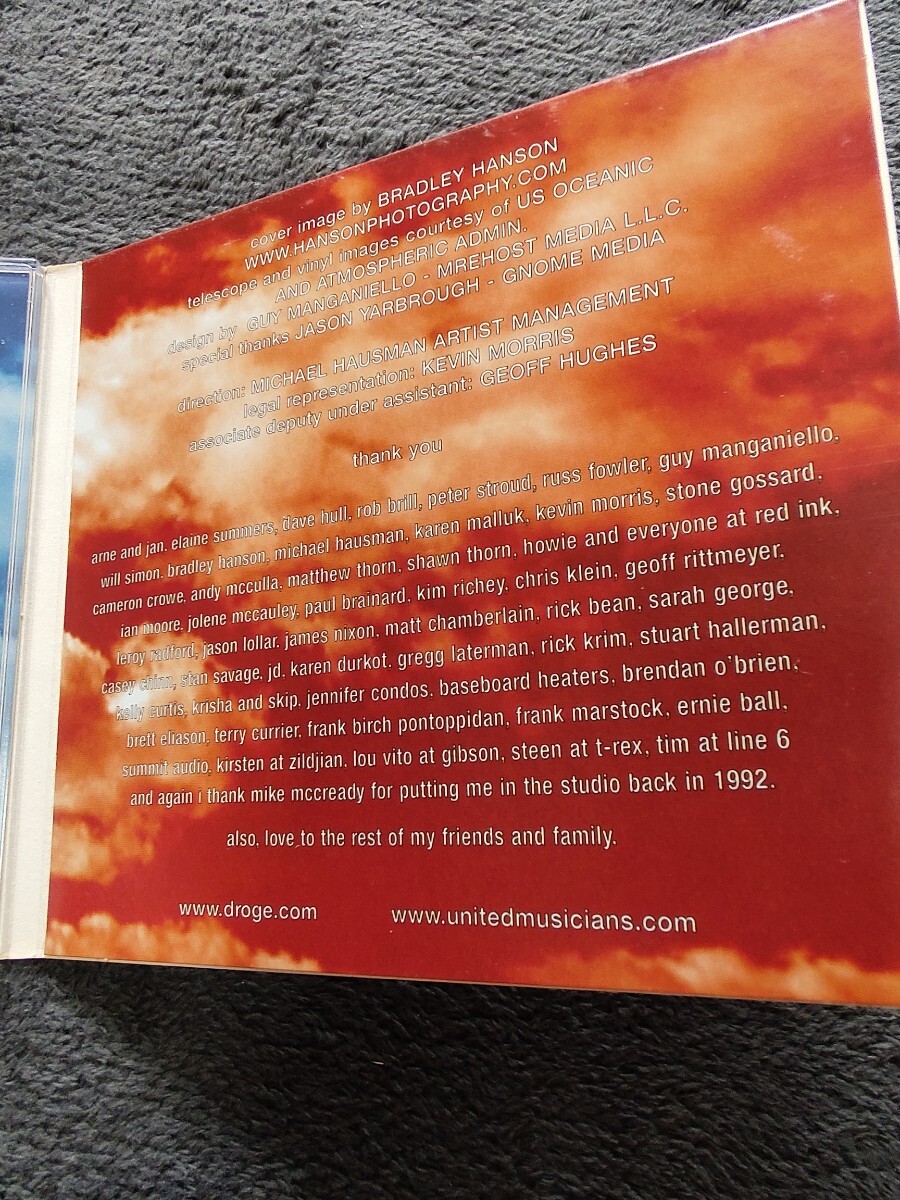 cover image by BRADLEY HANSON
WWW.HANSONPHOTOGRAPHY.COM
telescope and vinyl images courtesy of US OCEANIC
AND ATMOSPHERIC ADMIN.
design by GUY MANGANIELLO - MREHOST MEDIA L.L.C.
special thanks JASON YARBROUGH - GNOME MEDIA
direction: MICHAEL HAUSMAN ARTIST MANAGEMENT
legal representation: KEVIN MORRIS
associate deputy under assistant: GEOFF HUGHES
thank you
arne and jan, elaine summers, dave hull, rob brill, peter stroud, russ fowler, guy manganiello,
will simon, bradley hanson, michael hausman, karen malluk, kevin morris, stone gossard,
cameron crowe, andy mcculla, matthew thorn, shawn thorn, howie and everyone at red ink,
ian moore, jolene mccauley, paul brainard, kim richey, chris klein, geoff rittmeyer,
leroy radford, jason lollar, james nixon, matt chamberlain, rick bean, sarah george,
casey chinn, stan savage, jd, karen durkot, gregg laterman, rick krim, stuart hallerman,
kelly curtis, krisha and skip, jennifer condos, baseboard heaters, brendan o'brien,
brett eliason, terry currier, frank birch pontoppidan, frank marstock, ernie ball,
summit audio, kirsten at zildjian, lou vito at gibson, steen at t-rex, tim at line 6
and again i thank mike mccready for putting me in the studio back in 1992.
also, love to the rest of my friends and family.
www.droge.com
www.unitedmusicians.com